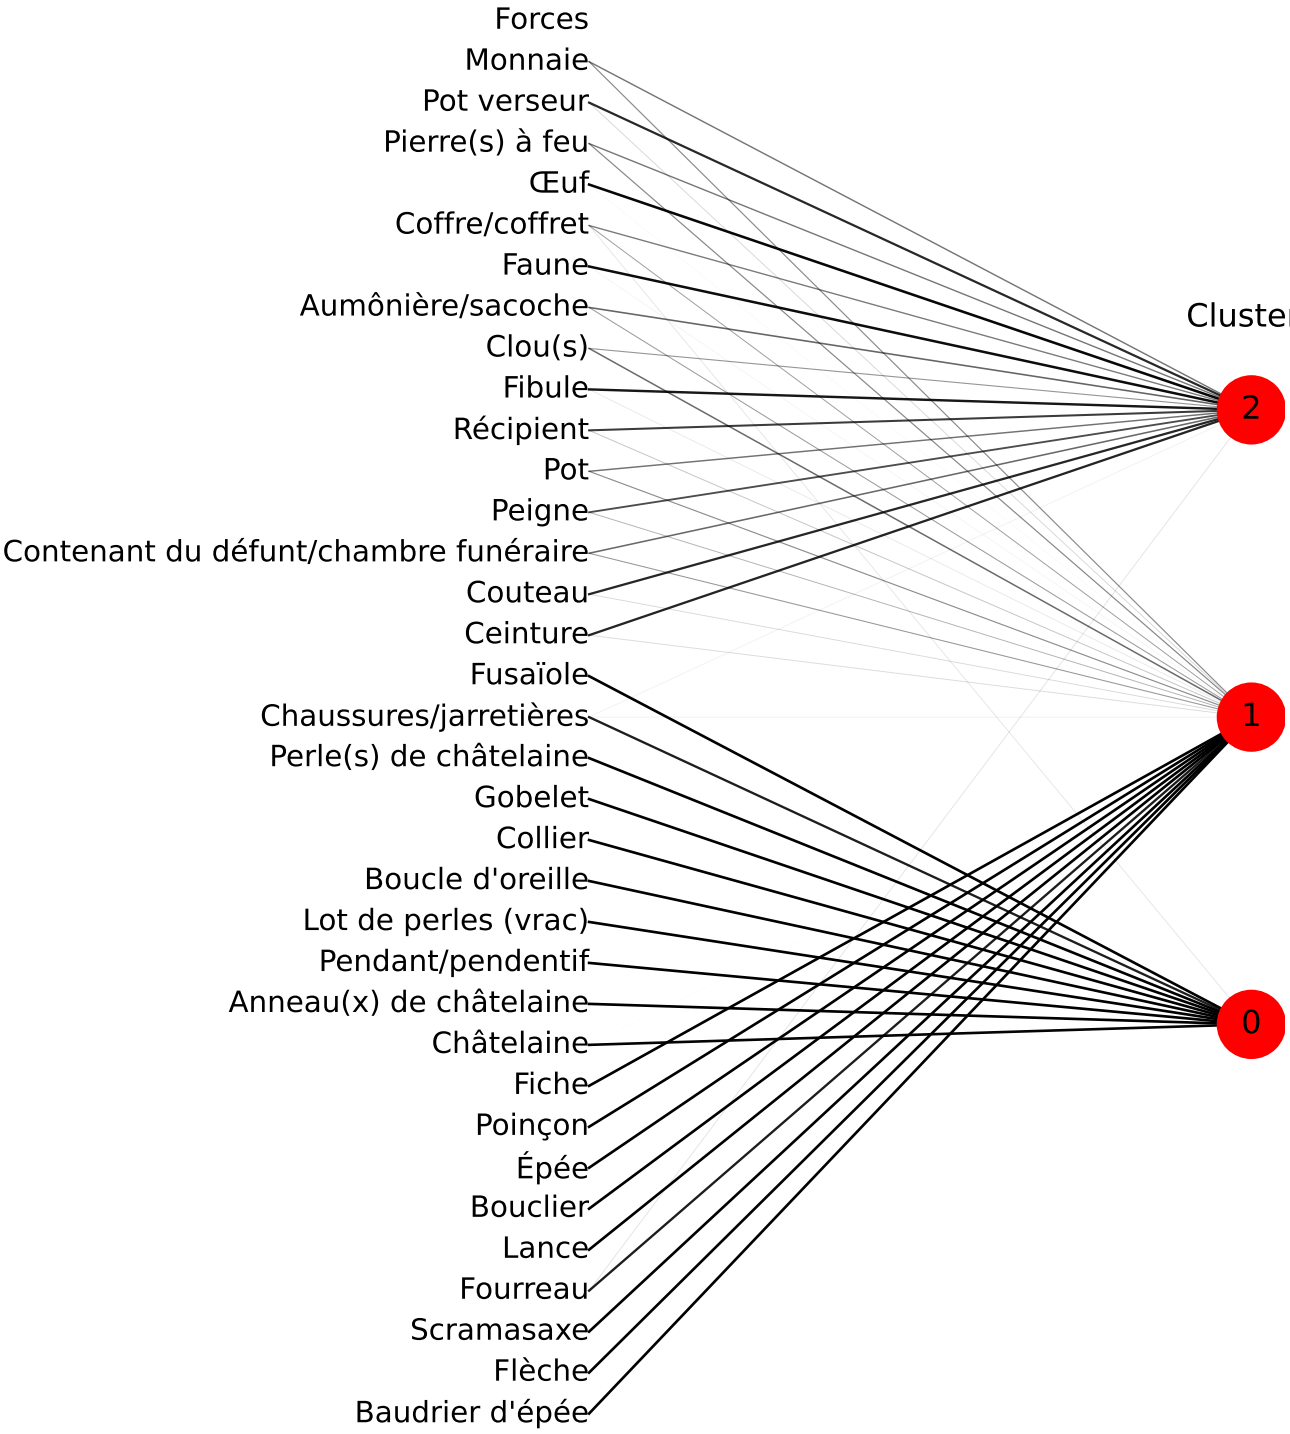 Forces
Monnaie
Pot verseur
Pierre(s) à feu
Œuf
Coffre/coffret
Faune
Aumônière/sacoche
Clou(s)
Fibule
Récipient
Pot
Peigne
Contenant du défunt/chambre funéraire
Couteau
Ceinture
Fusaïole
Chaussures/jarretières
Perle(s) de châtelaine
Gobelet
Collier
Boucle d'oreille
Lot de perles (vrac)
Pendant/pendentif
Anneau(x) de châtelaine
Châtelaine
Fiche
Poinçon
Épée
Bouclier
Lance
Fourreau
Scramasaxe
Flèche
Baudrier d'épée
Cluster
2
1
0